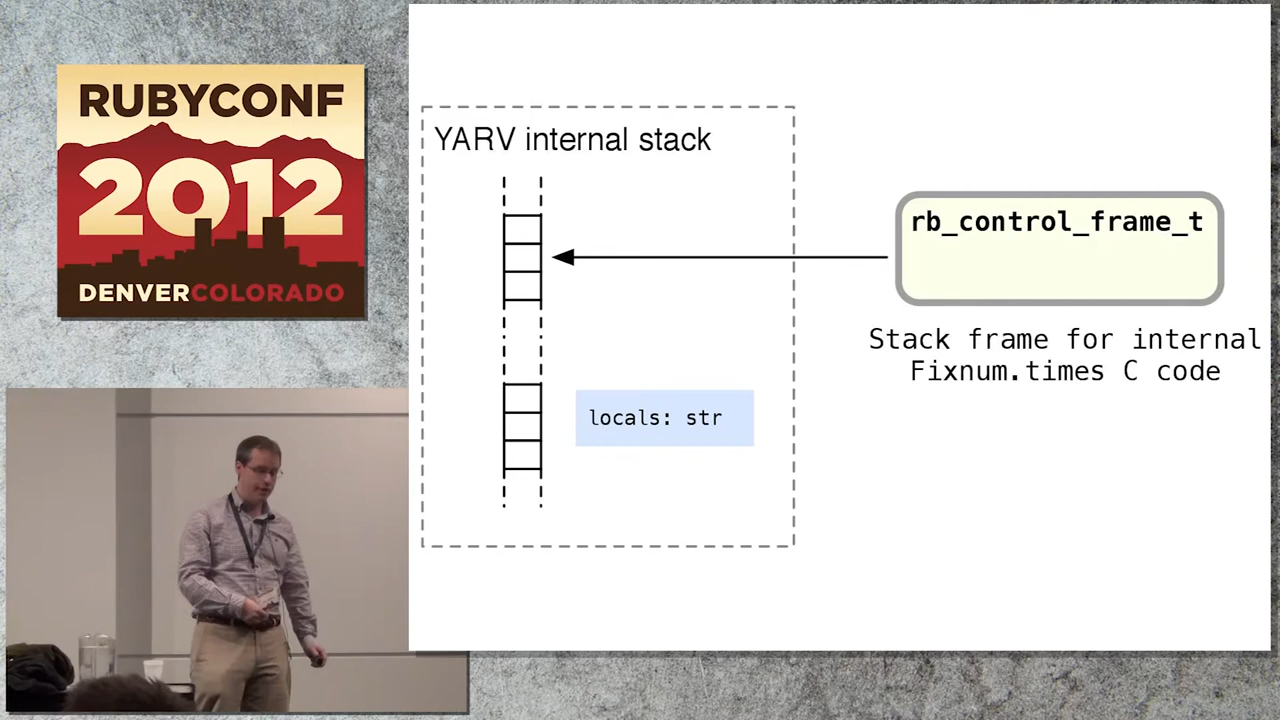 RUBYCONF
2012
DENVERCOLORADO
YARV internal stack
locals: str
rb_control_frame_t
Stack frame for internal
Fixnum.times C code